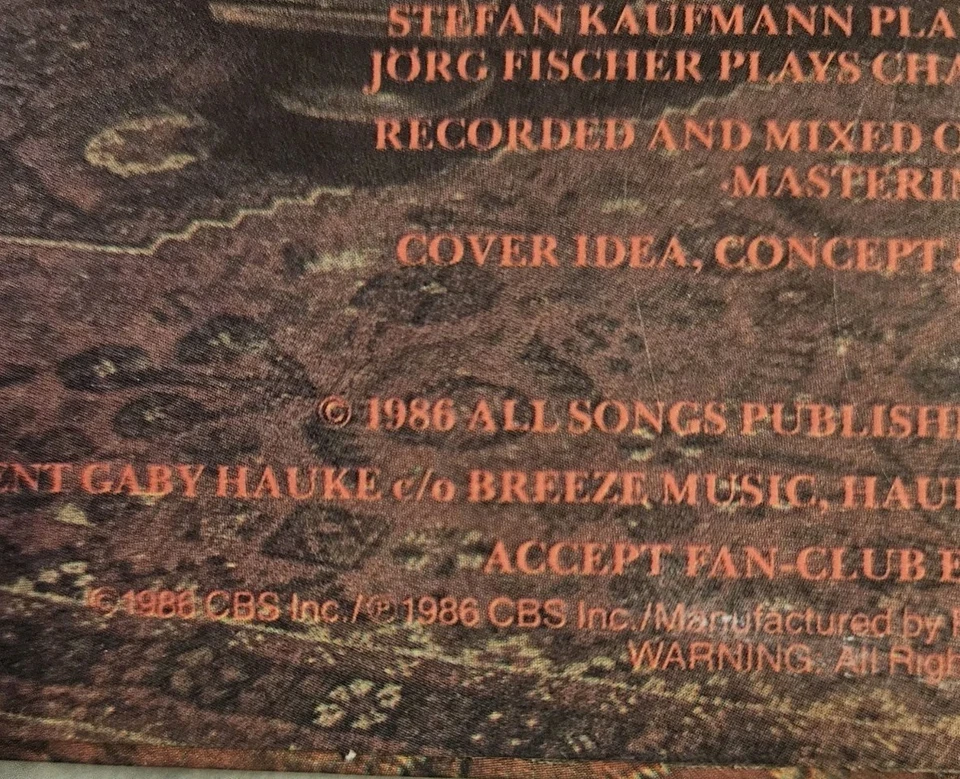 STEFAN KAUFMANN PLA
JÖRG FISCHER PLAYS CHA
RECORDED AND MIXED
MASTERIN
COVER IDEA, CONCEPT &
© 1986 ALL SONGS PUBLISHE
ENT GABY HAUKE c/o BREEZE MUSIC, HAU
ACCEPT FAN-CLUB E
©1986 CBS Inc./℗ 1986 CBS Inc./Manufactured by
WARNING: All Righ